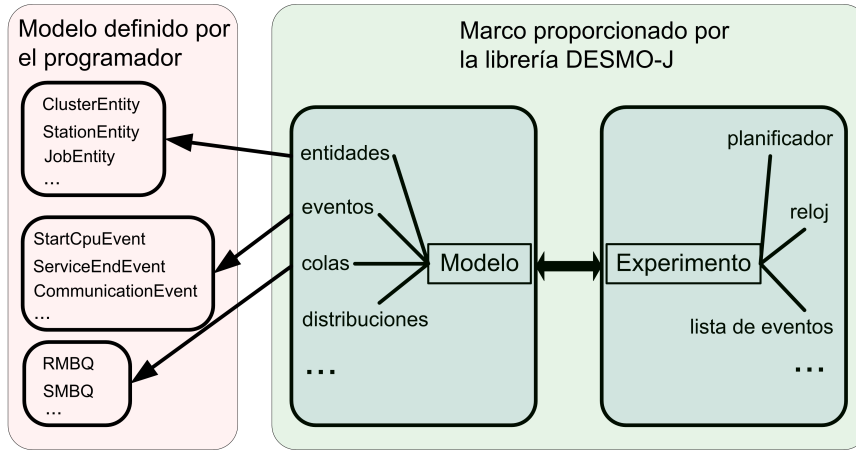 Modelo definido por
el programador
ClusterEntity
StationEntity
JobEntity
...
StartCpuEvent
ServiceEndEvent
CommunicationEvent
...
RMBQ
SMBQ
...
Marco proporcionado por
la librería DESMO-J
entidades
eventos
colas
distribuciones
...
Modelo
Experimento
planificador
reloj
lista de eventos
...